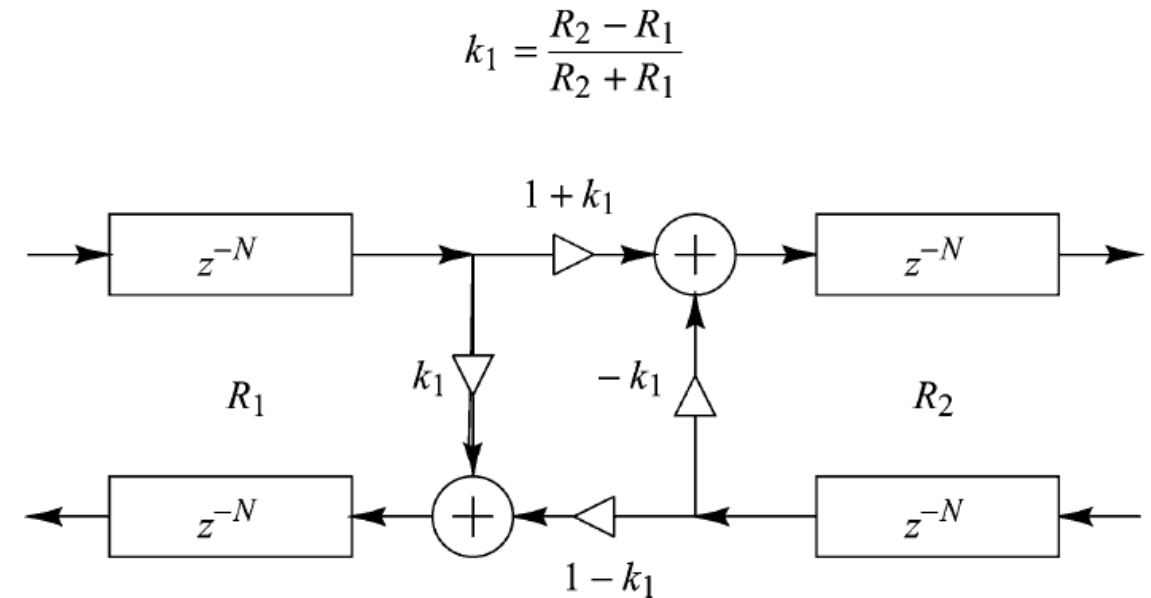 k₁ = (R₂ − R₁) / (R₂ + R₁)
1 + k₁
z⁻ᴺ
+
z⁻ᴺ
k₁
− k₁
R₁
R₂
z⁻ᴺ
+
z⁻ᴺ
1 − k₁